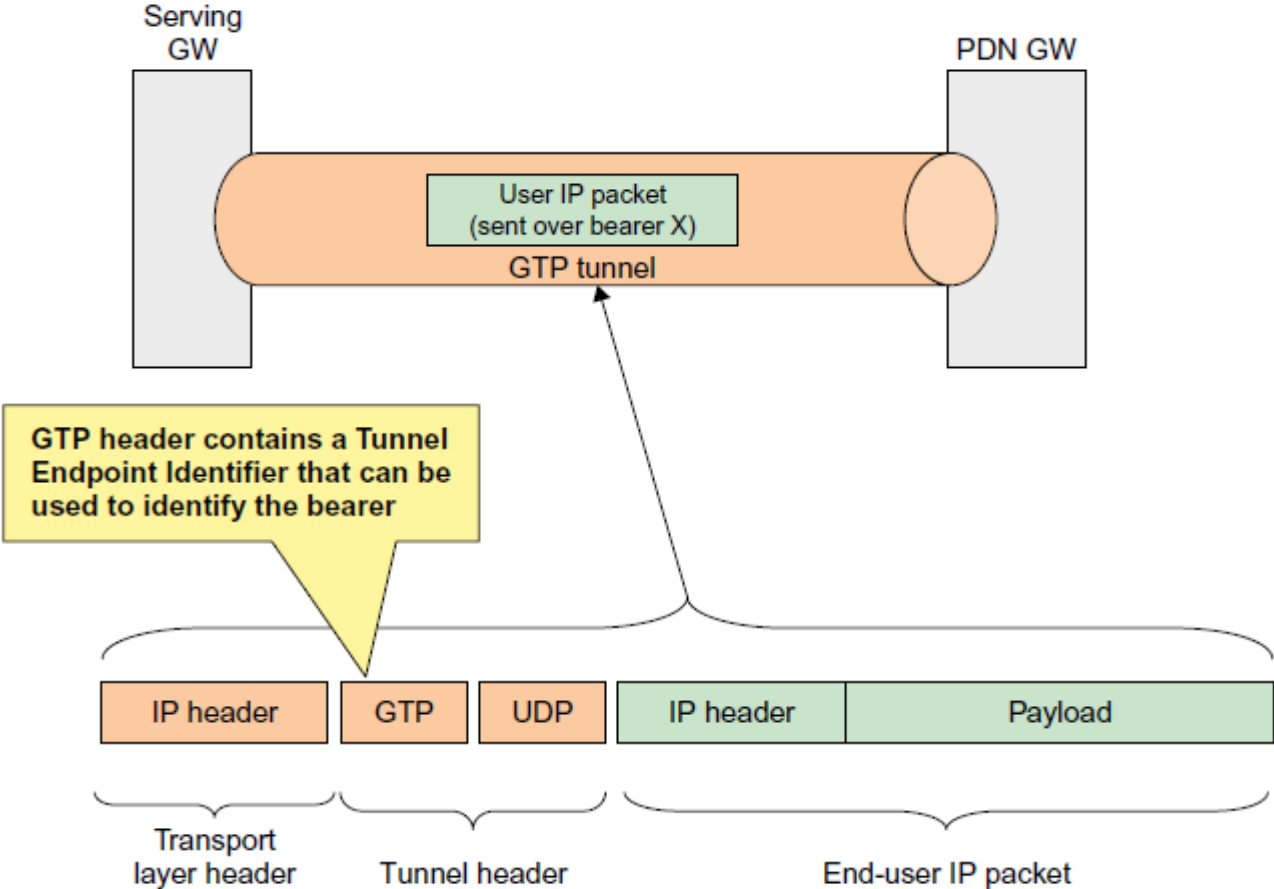 Serving
GW
PDN GW
User IP packet
(sent over bearer X)
GTP tunnel
GTP header contains a Tunnel
Endpoint Identifier that can be
used to identify the bearer
IP header
GTP
UDP
IP header
Payload
Transport
layer header
Tunnel header
End-user IP packet